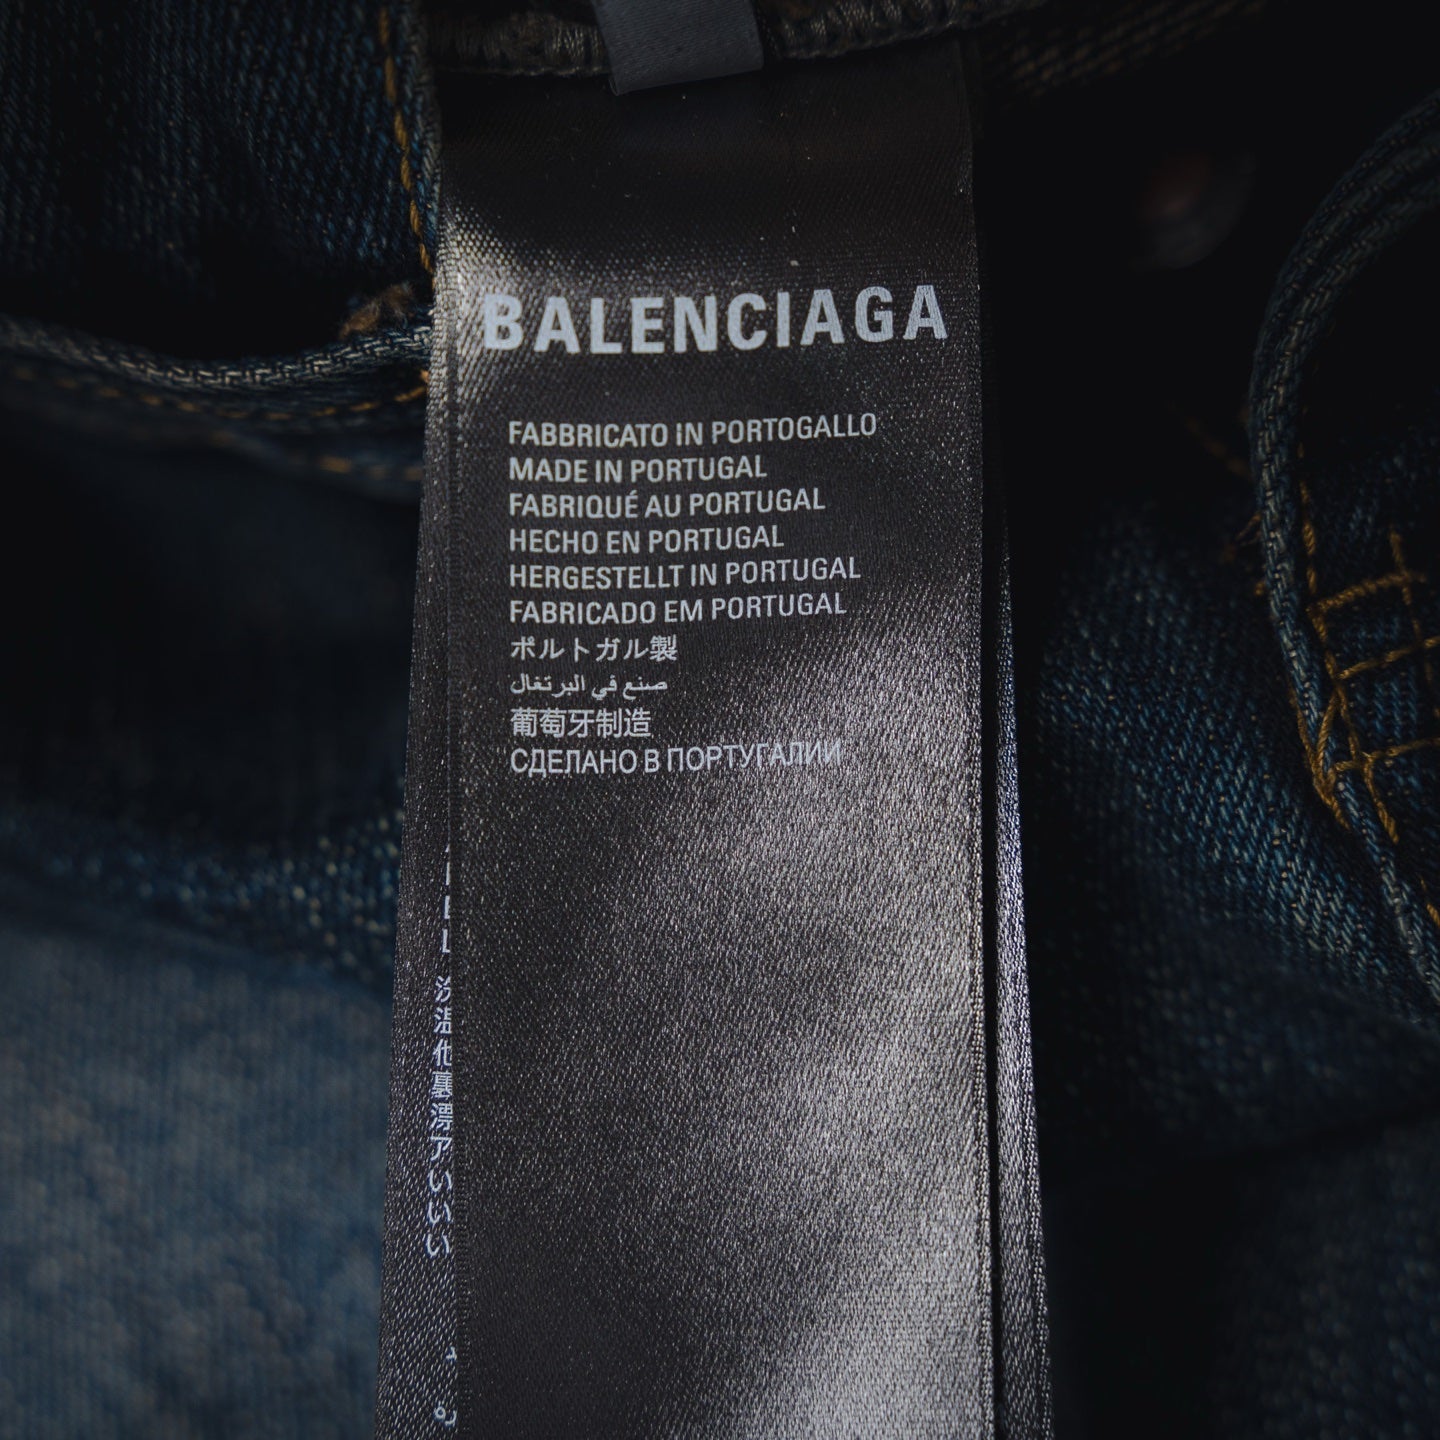 BALENCIAGA
FABBRICATO IN PORTOGALLO
MADE IN PORTUGAL
FABRIQUÉ AU PORTUGAL
HECHO EN PORTUGAL
HERGESTELLT IN PORTUGAL
FABRICADO EM PORTUGAL
ポルトガル製
صنع في البرتغال
葡萄牙制造
СДЕЛАНО В ПОРТУГАЛИИ